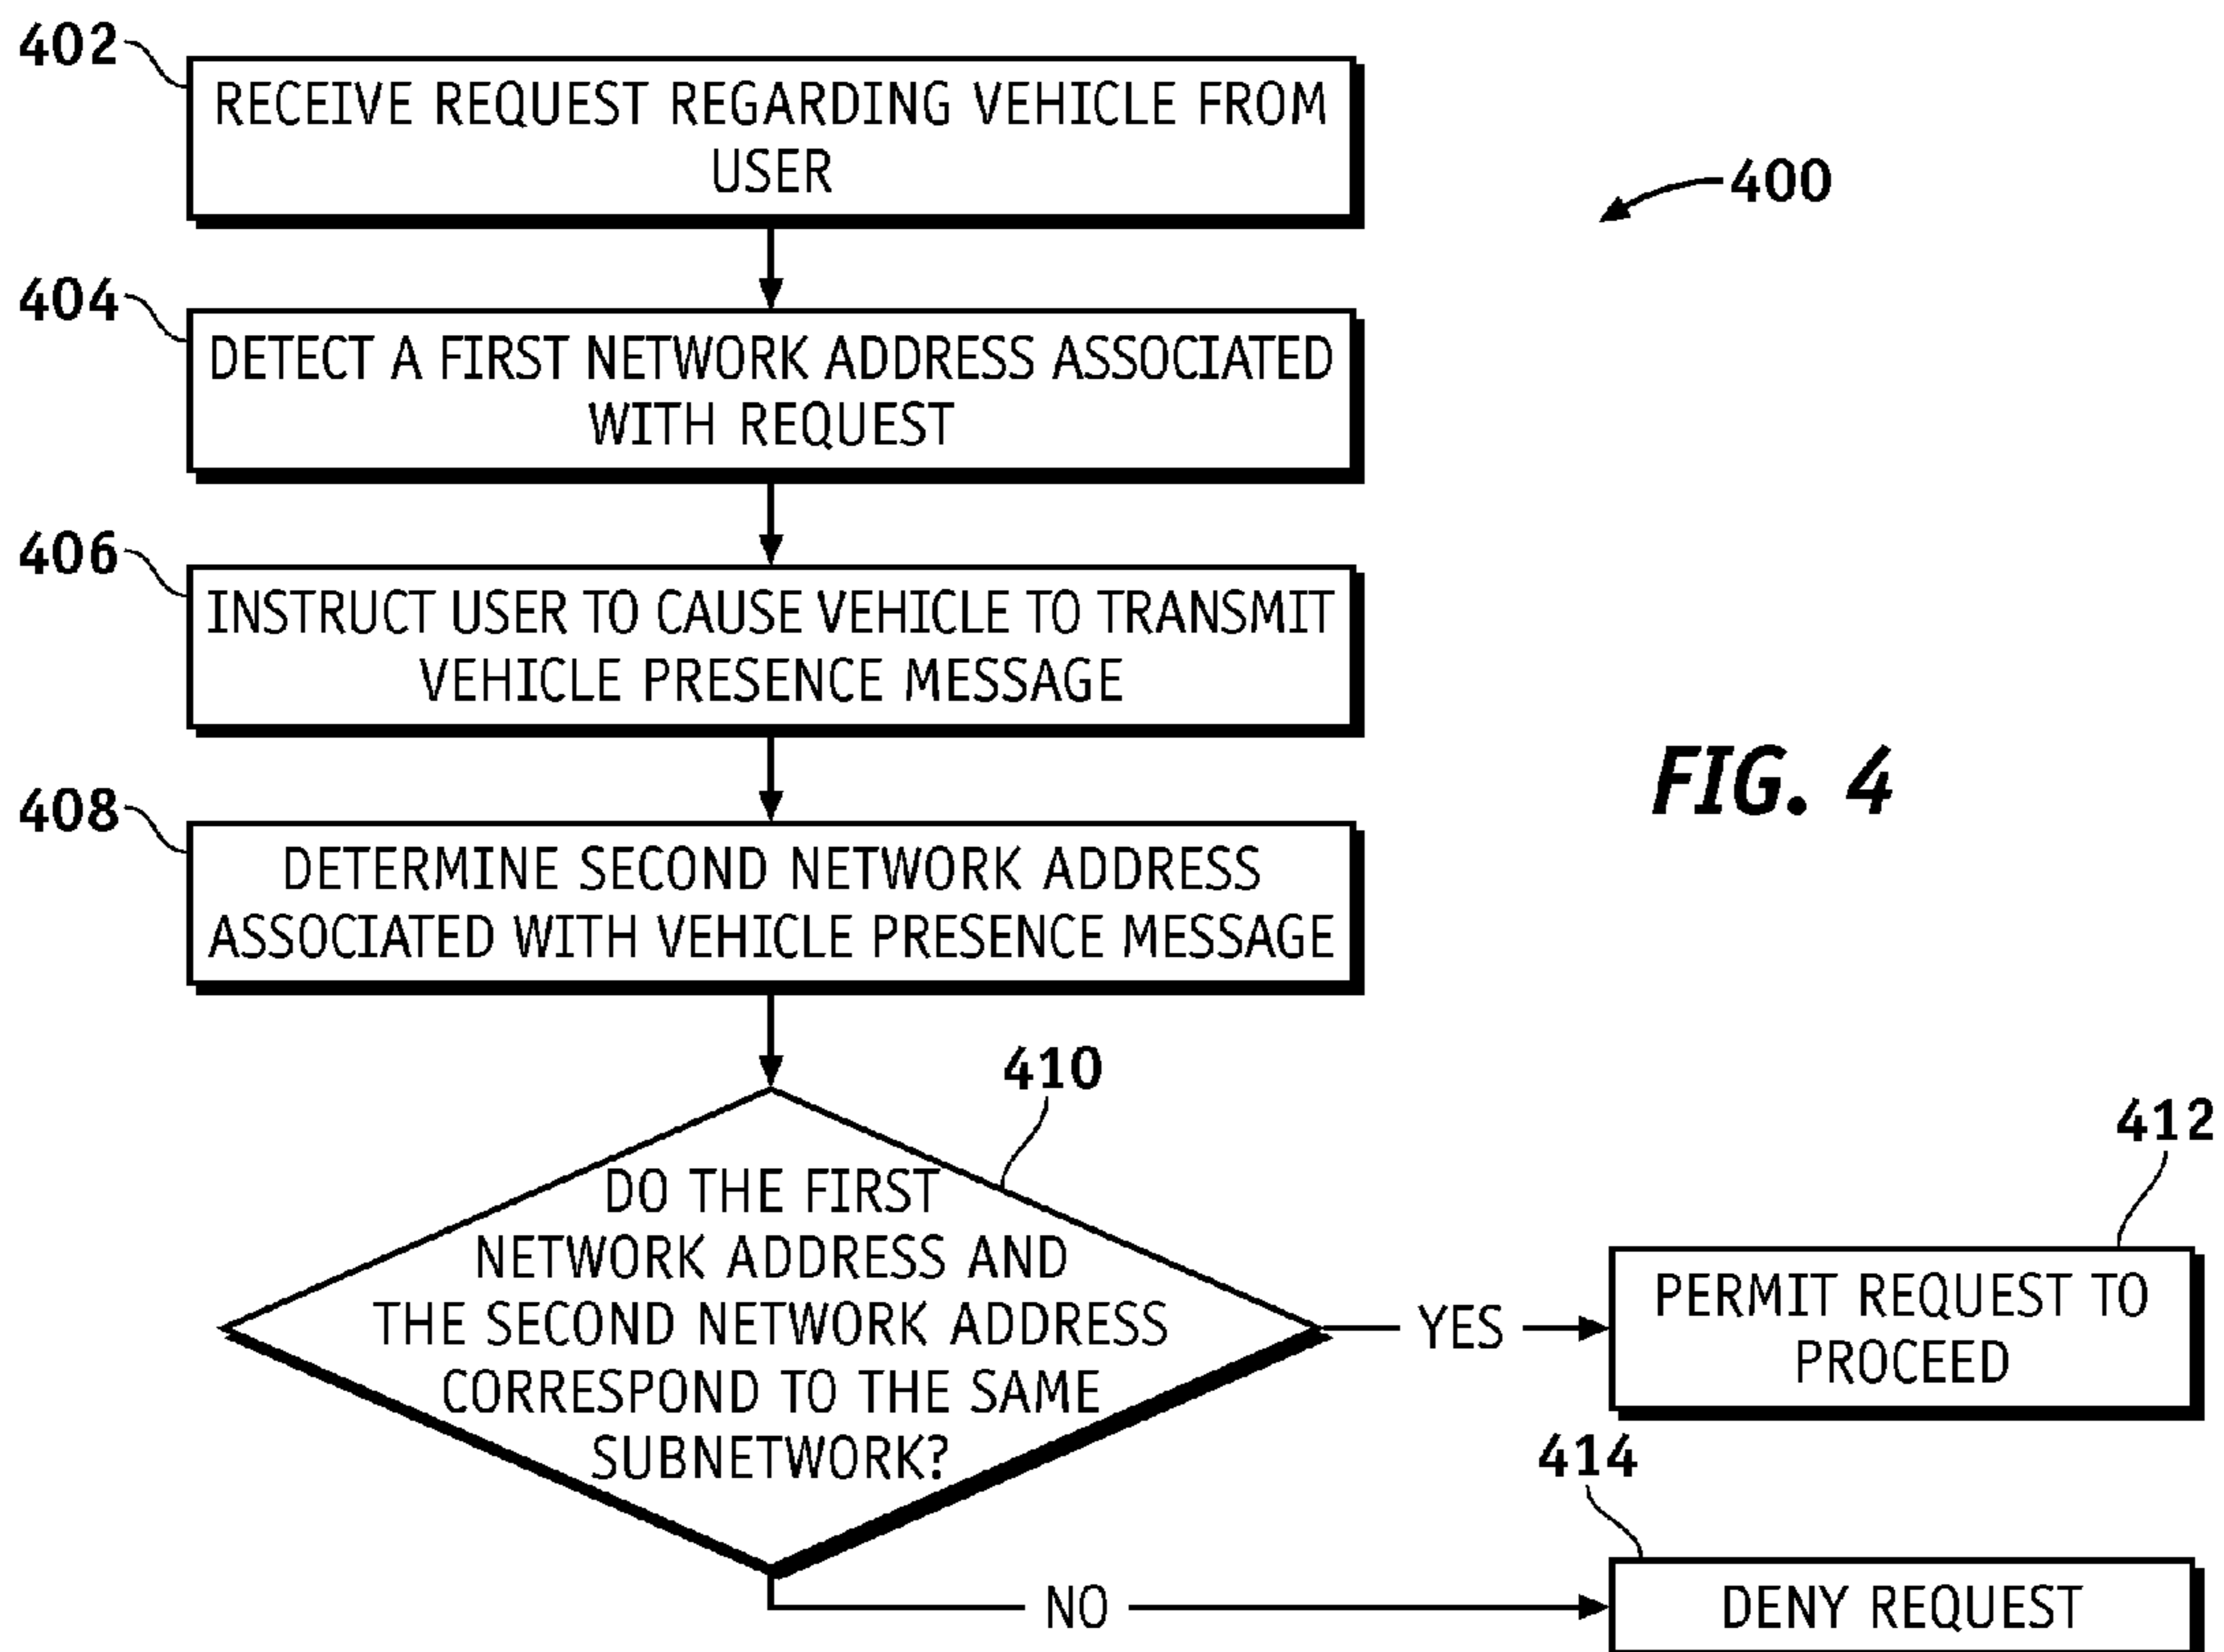 402
RECEIVE REQUEST REGARDING VEHICLE FROM
USER
400
404
DETECT A FIRST NETWORK ADDRESS ASSOCIATED
WITH REQUEST
406
INSTRUCT USER TO CAUSE VEHICLE TO TRANSMIT
VEHICLE PRESENCE MESSAGE
FIG. 4
408
DETERMINE SECOND NETWORK ADDRESS
ASSOCIATED WITH VEHICLE PRESENCE MESSAGE
410
DO THE FIRST
NETWORK ADDRESS AND
THE SECOND NETWORK ADDRESS
CORRESPOND TO THE SAME
SUBNETWORK?
YES
412
PERMIT REQUEST TO
PROCEED
NO
414
DENY REQUEST